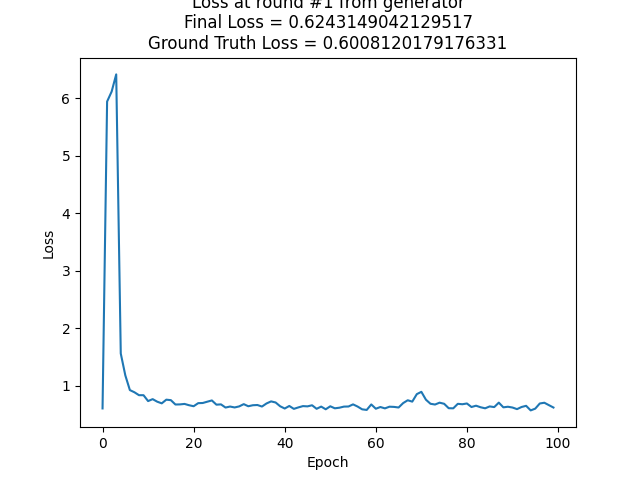 Loss at round #1 from generator
Final Loss = 0.6243149042129517
Ground Truth Loss = 0.6008120179176331
6
5
4
3
2
1
Loss
0
20
40
60
80
100
Epoch